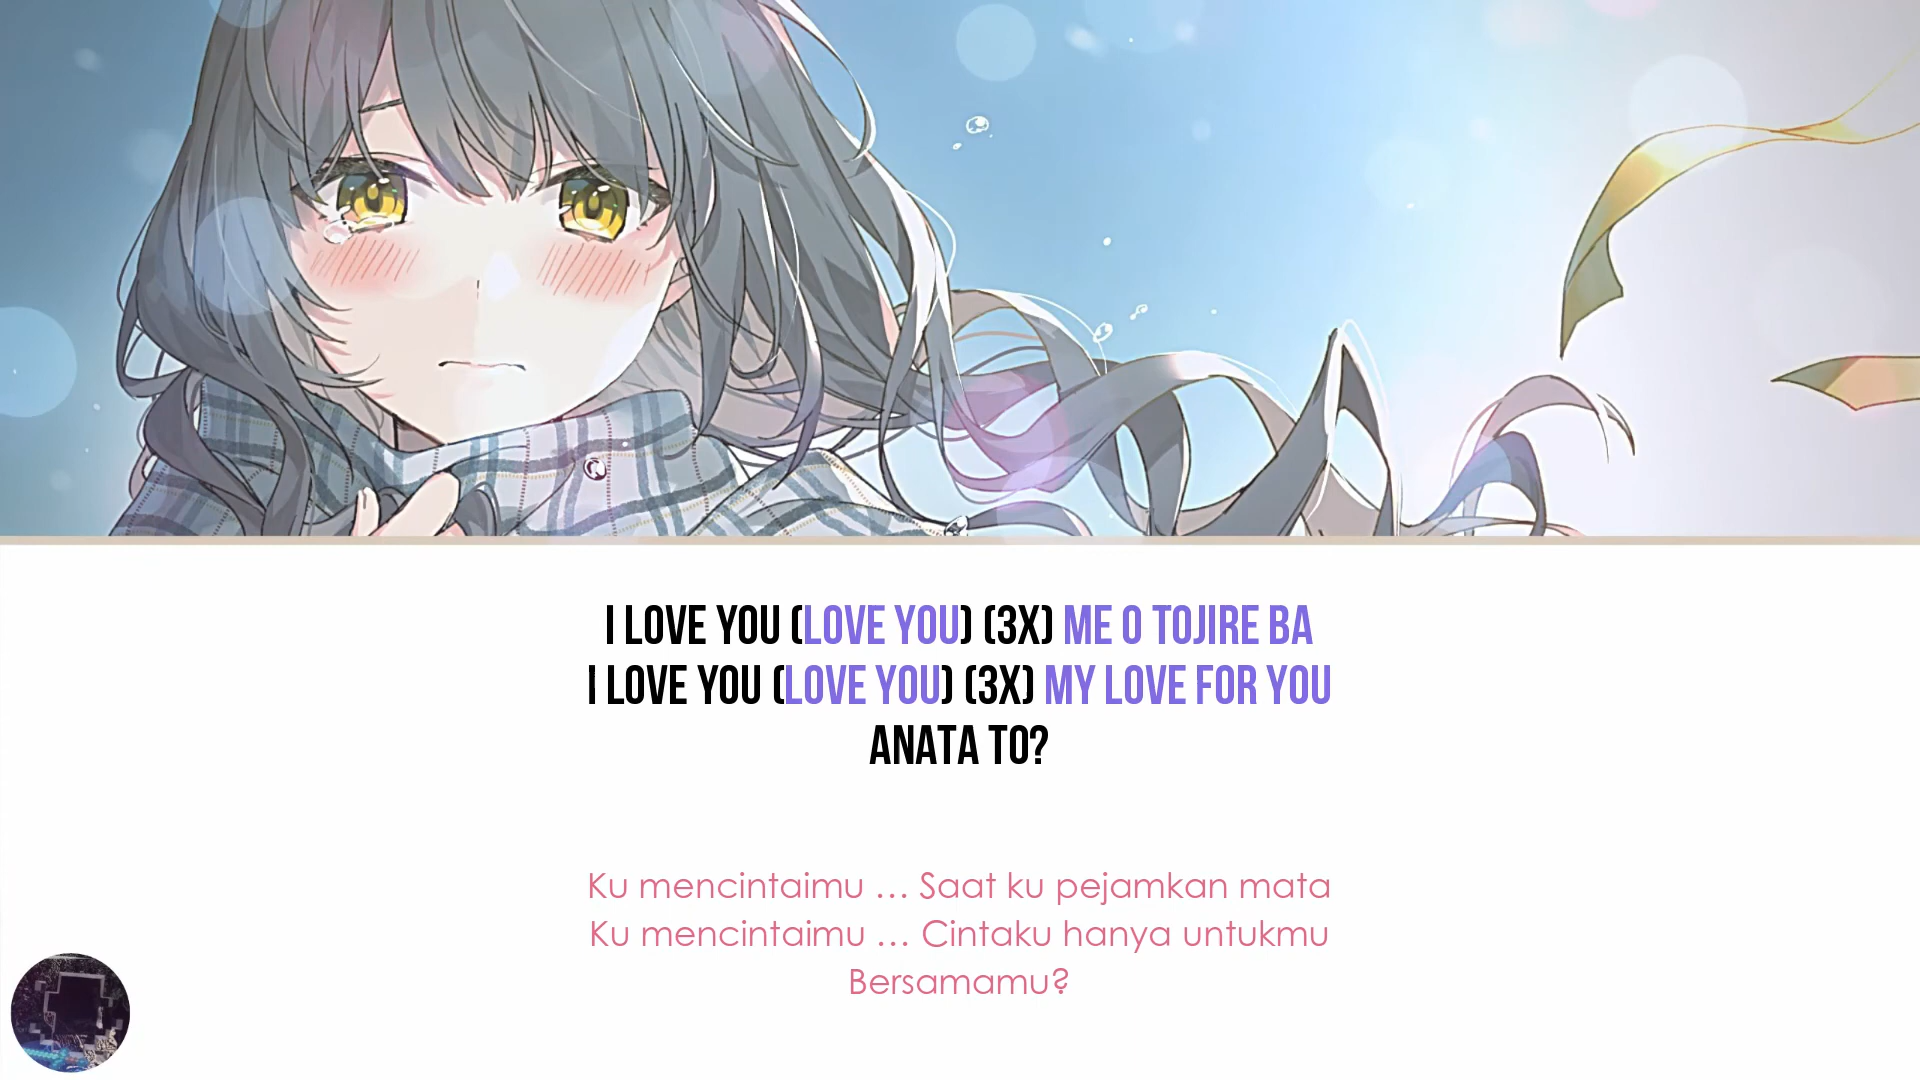 I LOVE YOU (LOVE YOU) (3X) ME O TOJIRE BA
I LOVE YOU (LOVE YOU) (3X) MY LOVE FOR YOU
ANATA TO?
Ku mencintaimu ... Saat ku pejamkan mata
Ku mencintaimu ... Cintaku hanya untukmu
Bersamamu?